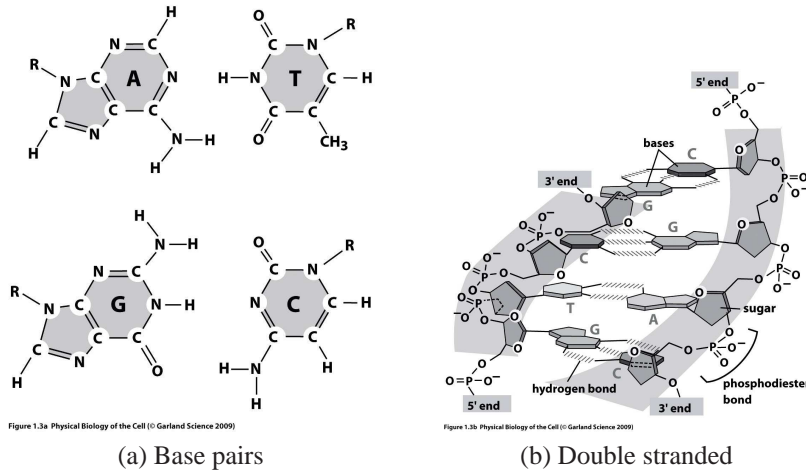 H
O
R
N
C
C
N
R
N
C
A
N
H
N
T
C
H
C
C
C
C
C
N
O
CH3
H
N
H
H
H
N
H
O
R
N
C
C
N
R
N
C
G
N
H
N
C
C
H
C
C
C
C
C
N
H
O
H
N
H
H
Figure 1.3a Physical Biology of the Cell (© Garland Science 2009)
(a) Base pairs
5' end
O
P
O−
O
O
bases
C
O
O
P
O−
O
O
3' end
O
G
O−
O
P
O
O
G
O
C
O
O−
O
P
O
O
O
P
O−
O
O−
O
P
O
O
T
A
O
sugar
O
O
G
O
O
P
O−
O
O
O
P
O−
O−
hydrogen bond
C
O
phosphodiester
bond
5' end
3' end
Figure 1.3b Physical Biology of the Cell (© Garland Science 2009)
(b) Double stranded